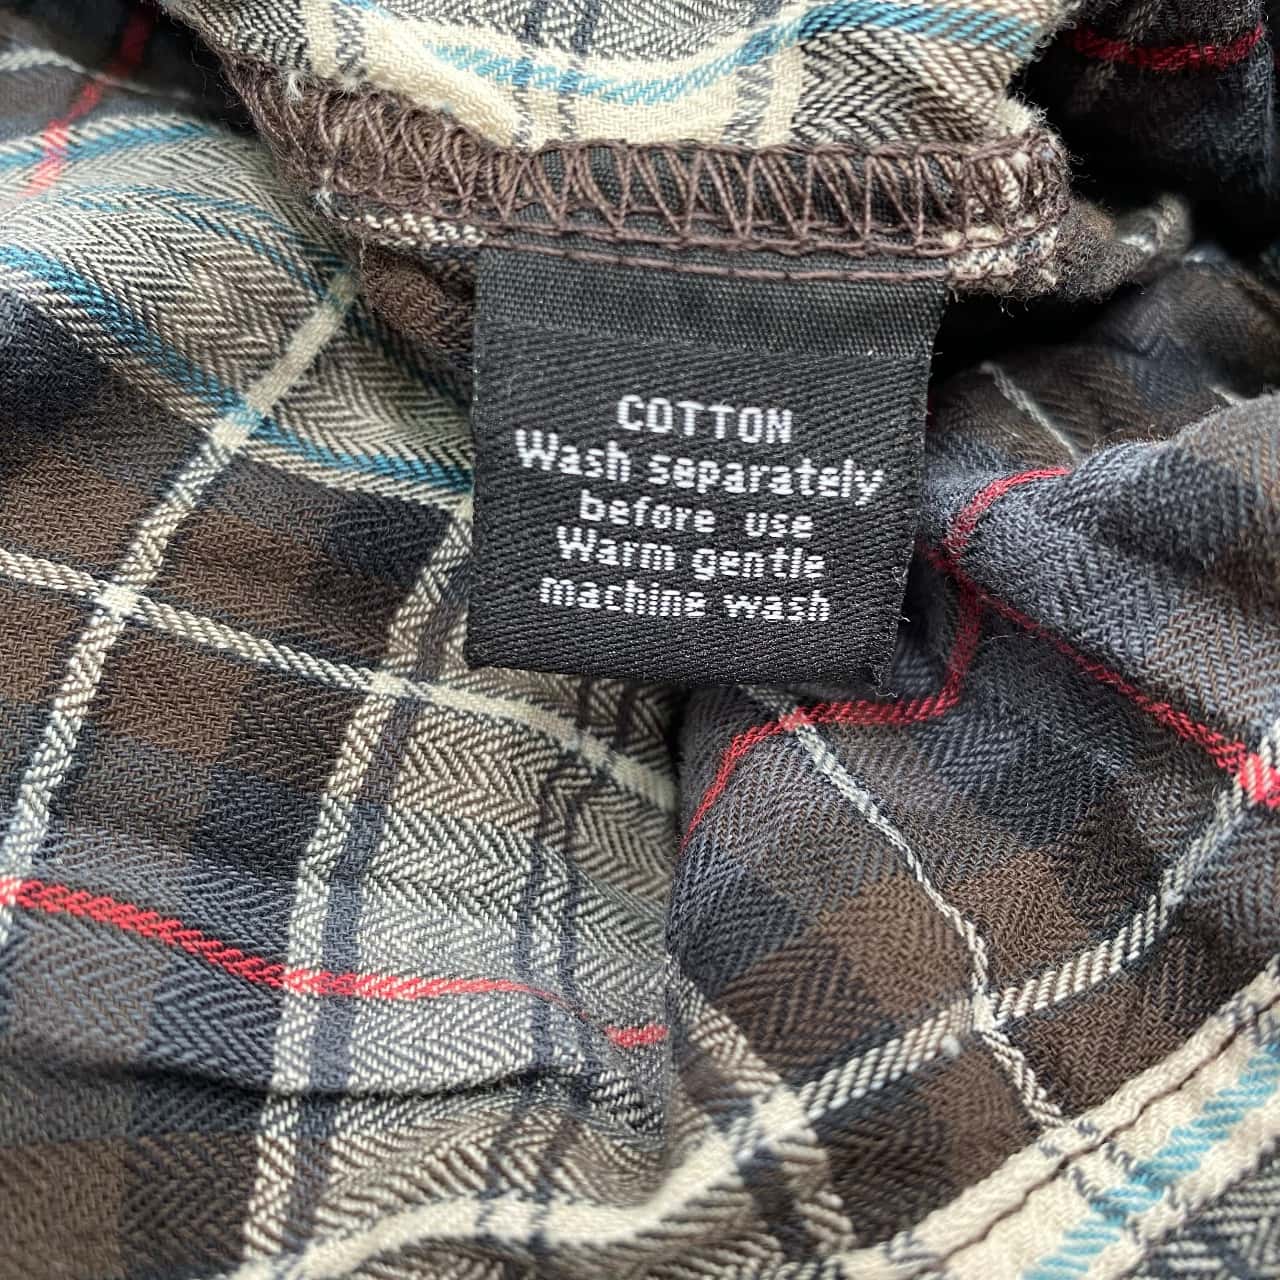 COTTON
Wash separately
before use
Warm gentle
machine wash